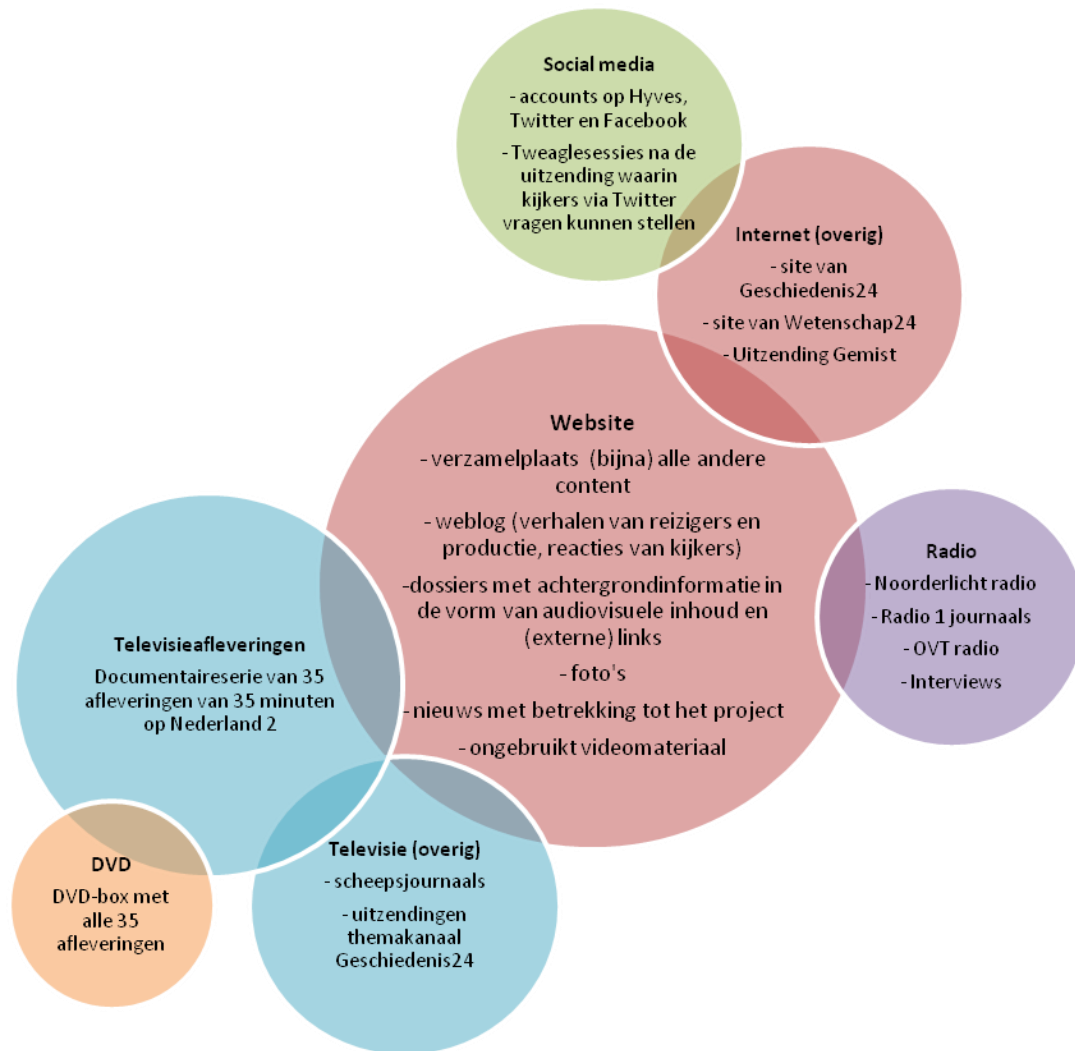 Social media
- accounts op Hyves,
Twitter en Facebook
- Tweaglesessies na de
uitzending waarin
kijkers via Twitter
vragen kunnen stellen
Internet (overig)
- site van
Geschiedenis24
- site van Wetenschap24
- Uitzending Gemist
Website
- verzamelplaats (bijna) alle andere
content
- weblog (verhalen van reizigers en
productie, reacties van kijkers)
-dossiers met achtergrondinformatie in
de vorm van audiovisuele inhoud en
(externe) links
- foto's
- nieuws met betrekking tot het project
- ongebruikt videomateriaal
Radio
- Noorderlicht radio
- Radio 1 journaals
- OVT radio
- Interviews
Televisieafleveringen
Documentaireserie van 35
afleveringen van 35 minuten
op Nederland 2
Televisie (overig)
- scheepsjournaals
- uitzendingen
themakanaal
Geschiedenis24
DVD
DVD-box met
alle 35
afleveringen